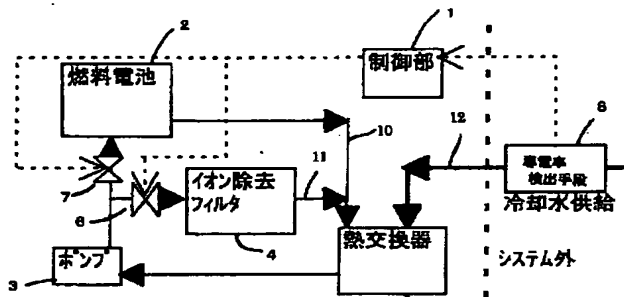 1
2
燃料電池
制御部
8
10
12
導電率
検出手段
11
イオン除去
フィルタ
7
6
冷却水供給
4
熱交換器
ポンプ
3
システム外